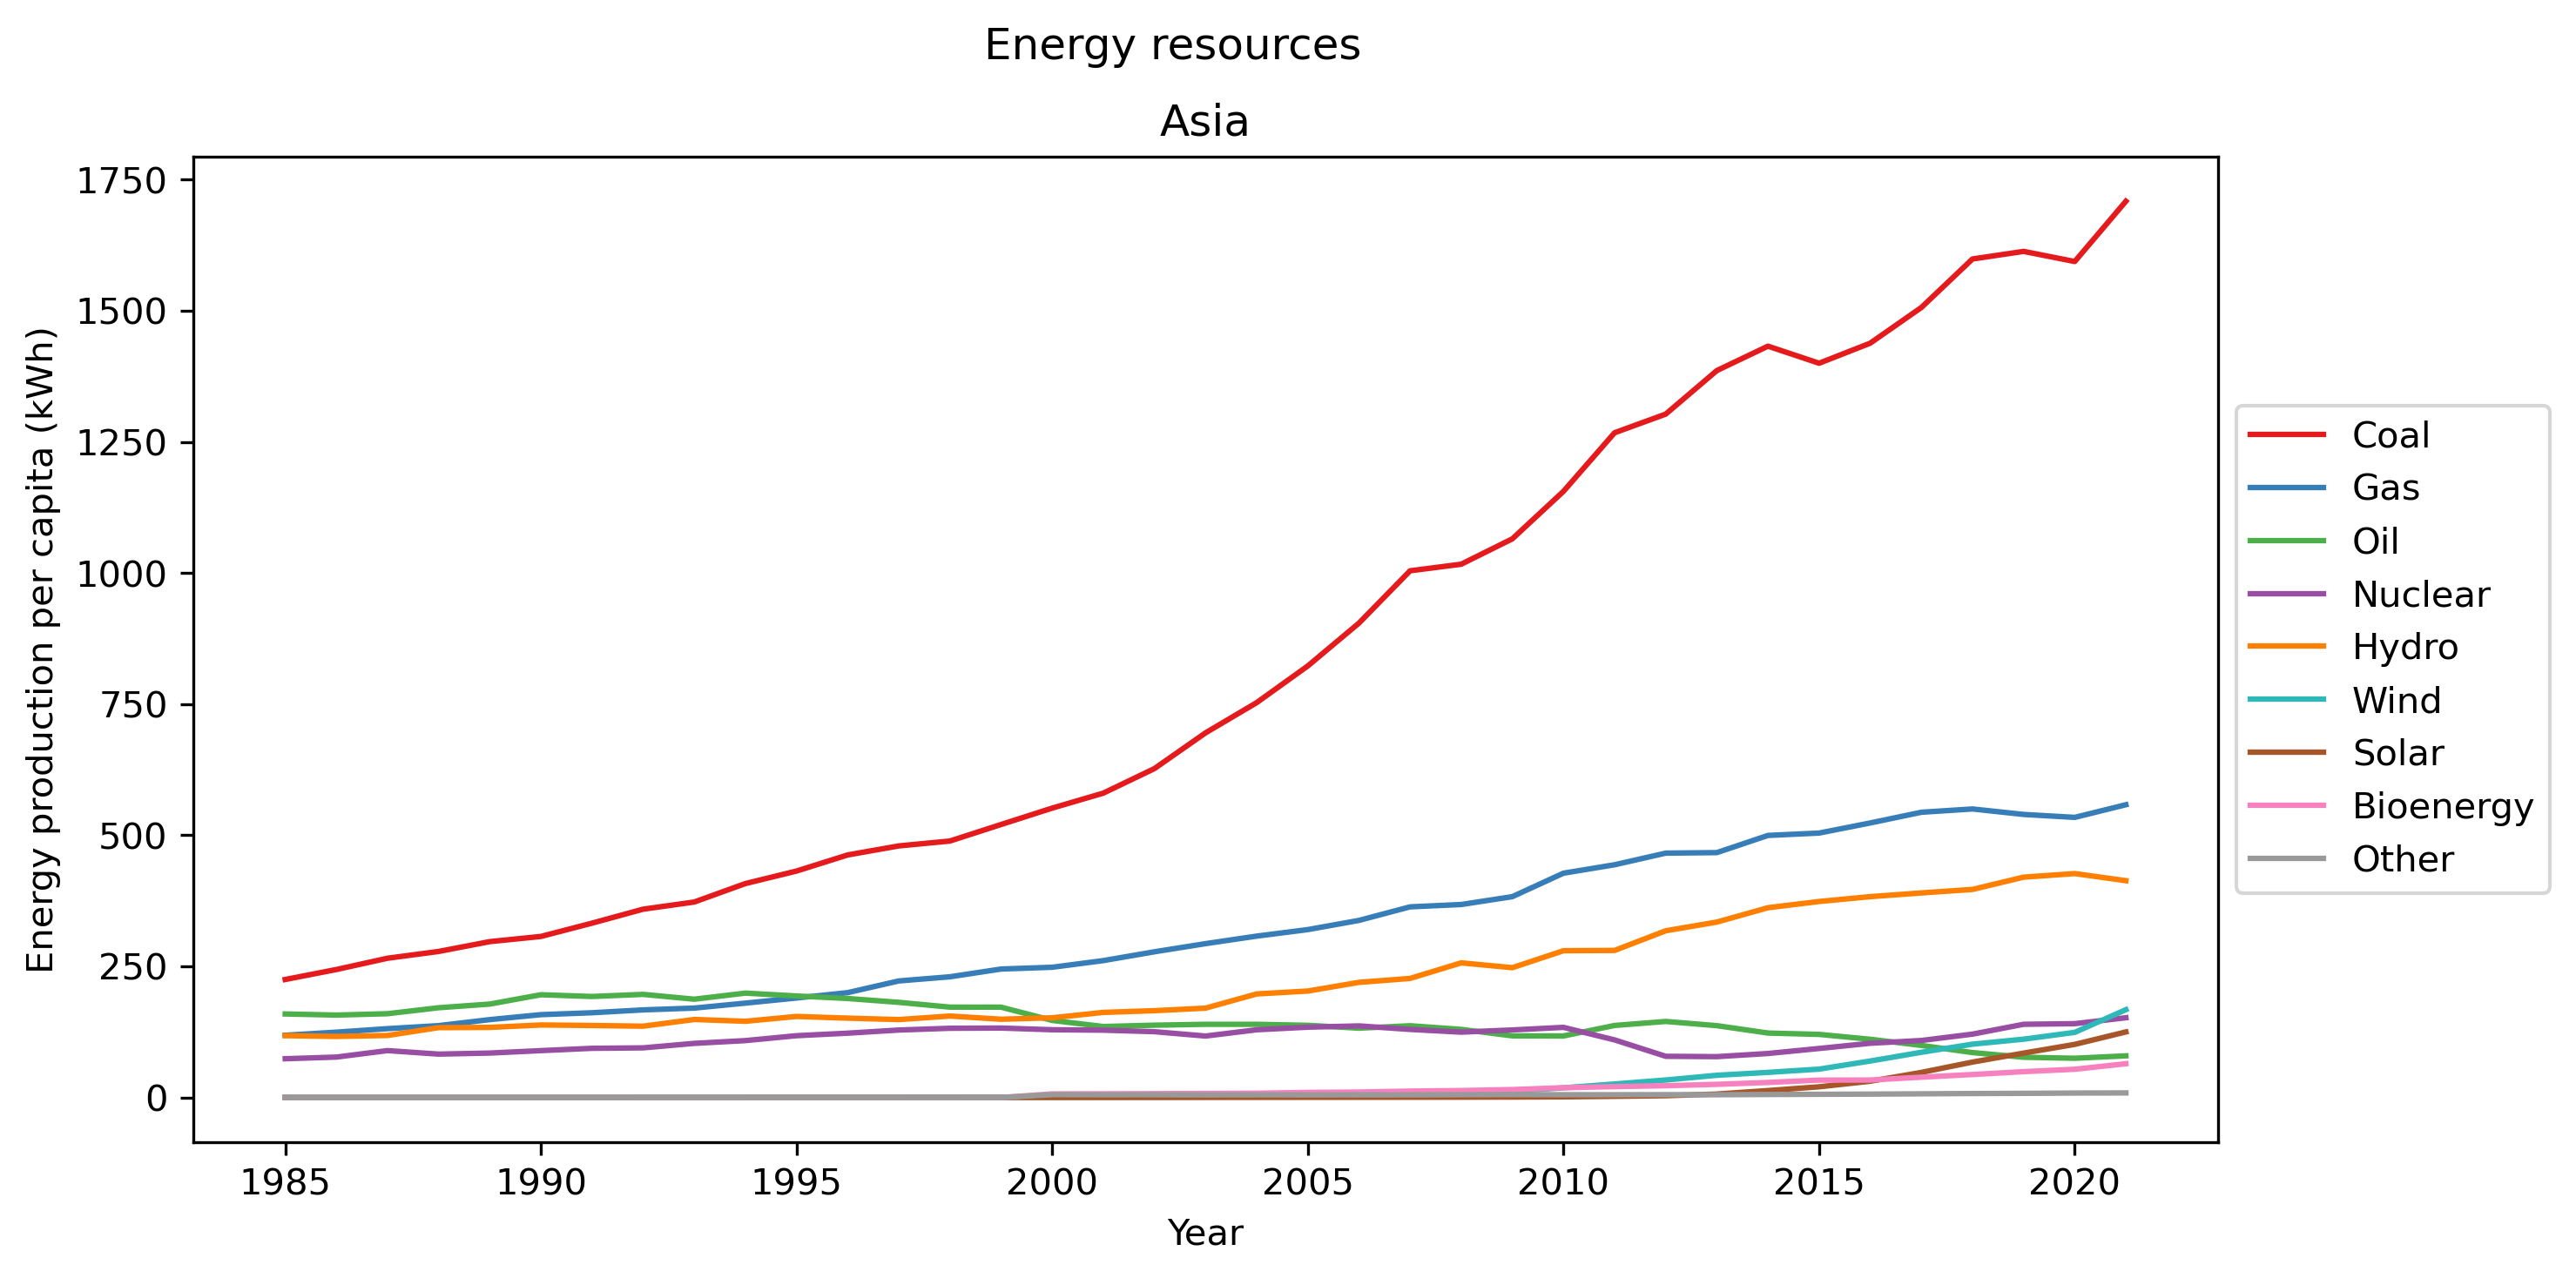 Energy resources
Asia
Energy production per capita (kWh)
1750
1500
1250
1000
750
500
250
0
1985 1990 1995 2000 2005 2010 2015 2020
Year
Coal
Gas
Oil
Nuclear
Hydro
Wind
Solar
Bioenergy
Other